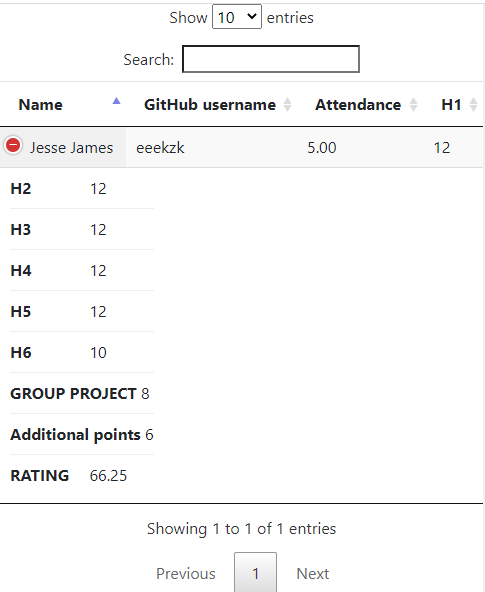 Show 10 entries
Search:
Name GitHub username Attendance H1
Jesse James eeekzk 5.00 12
H2 12
H3 12
H4 12
H5 12
H6 10
GROUP PROJECT 8
Additional points 6
RATING 66.25
Showing 1 to 1 of 1 entries
Previous 1 Next